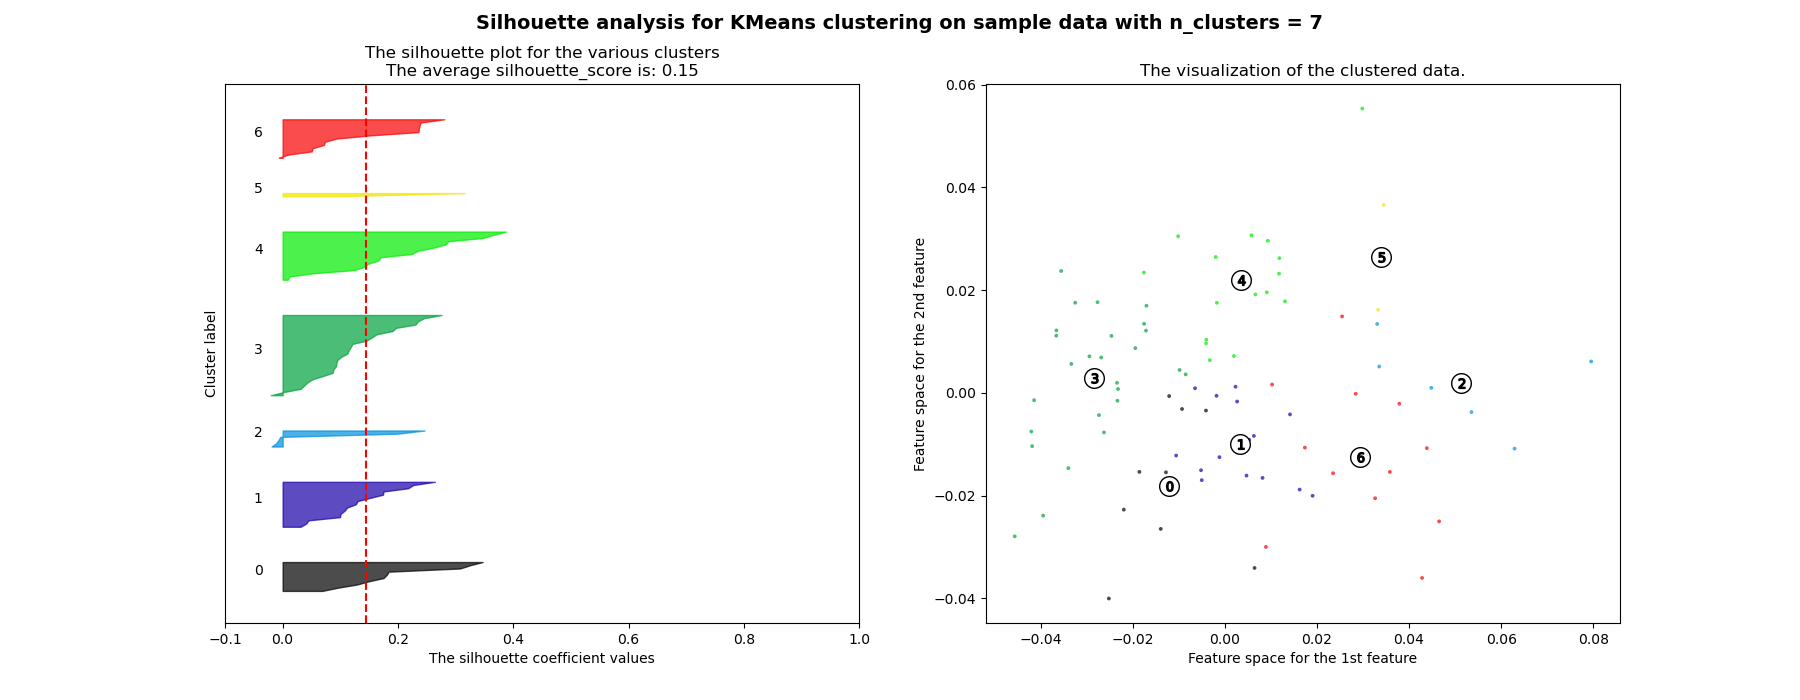 Silhouette analysis for KMeans clustering on sample data with n_clusters = 7
The silhouette plot for the various clusters
The average silhouette_score is: 0.15
6
5
4
3
2
1
0
Cluster label
−0.1 0.0 0.2 0.4 0.6 0.8 1.0
The silhouette coefficient values
The visualization of the clustered data.
0.06
0.04
0.02
0.00
−0.02
−0.04
Feature space for the 2nd feature
5
4
3
2
1
6
0
−0.04 −0.02 0.00 0.02 0.04 0.06 0.08
Feature space for the 1st feature